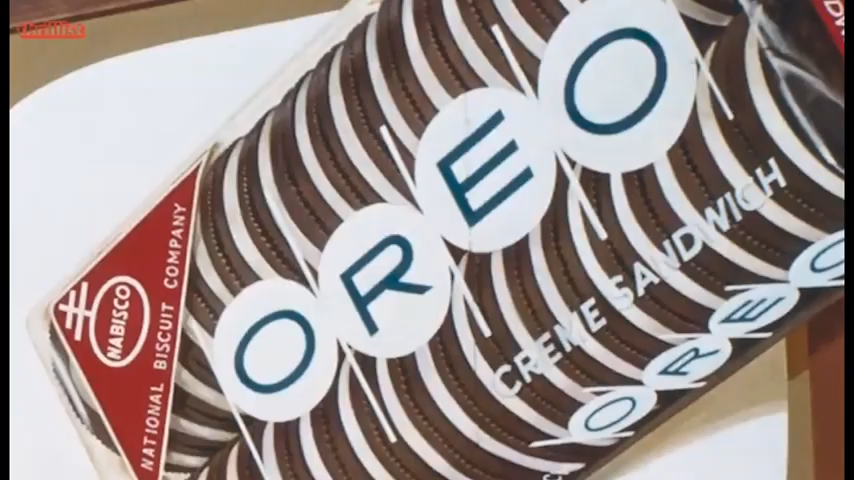 OREO
CREME SANDWICH
OREO
NABISCO
NATIONAL BISCUIT COMPANY